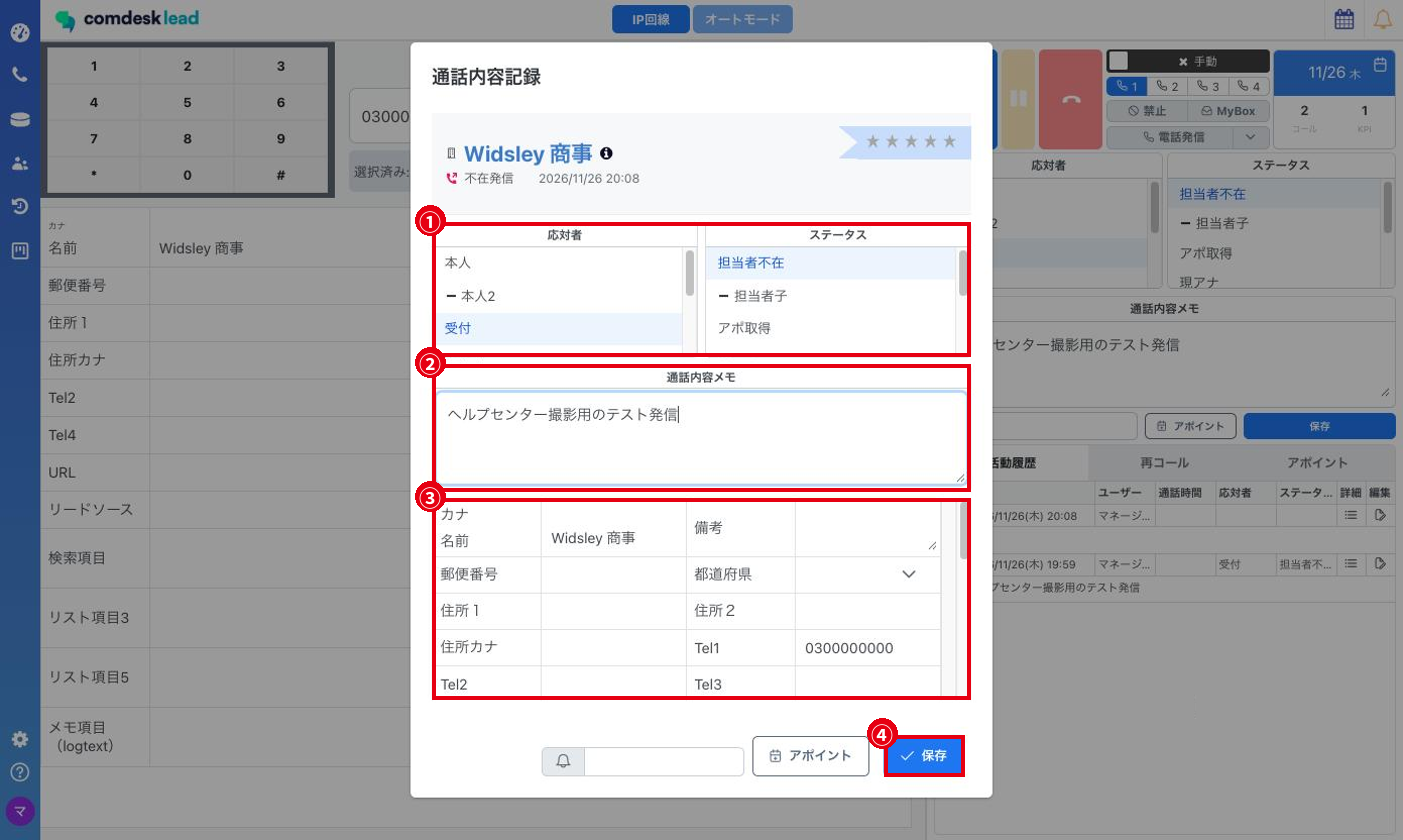 comdesk lead
IP回線
オートモード
1 2 3
4 5 6
7 8 9
* 0 #
03000
選択済み:
カナ
名前
Widsley 商事
郵便番号
住所1
住所カナ
Tel2
Tel4
URL
リードソース
検索項目
リスト項目3
リスト項目5
メモ項目
(logtext)
マ
通話内容記録
Widsley 商事
不在発信 2026/11/26 20:08
①
応対者
本人
ー 本人2
受付
ステータス
担当者不在
ー 担当者子
アポ取得
②
通話内容メモ
ヘルプセンター撮影用のテスト発信
③
カナ
名前 Widsley 商事 備考
郵便番号 都道府県
住所1 住所2
住所カナ Tel1 0300000000
Tel2 Tel3
アポイント
④
保存
手動
1 2 3 4
禁止 MyBox
電話発信
11/26 木
2 1
コール KPI
応対者
2
ステータス
担当者不在
ー 担当者子
アポ取得
現アナ
通話内容メモ
センター撮影用のテスト発信
アポイント
保存
活動履歴 再コール アポイント
ユーザー 通話時間 応対者 ステータ... 詳細 編集
/11/26(木) 20:08 マネージ...
/11/26(木) 19:59 マネージ... 受付 担当者不...
プセンター撮影用のテスト発信